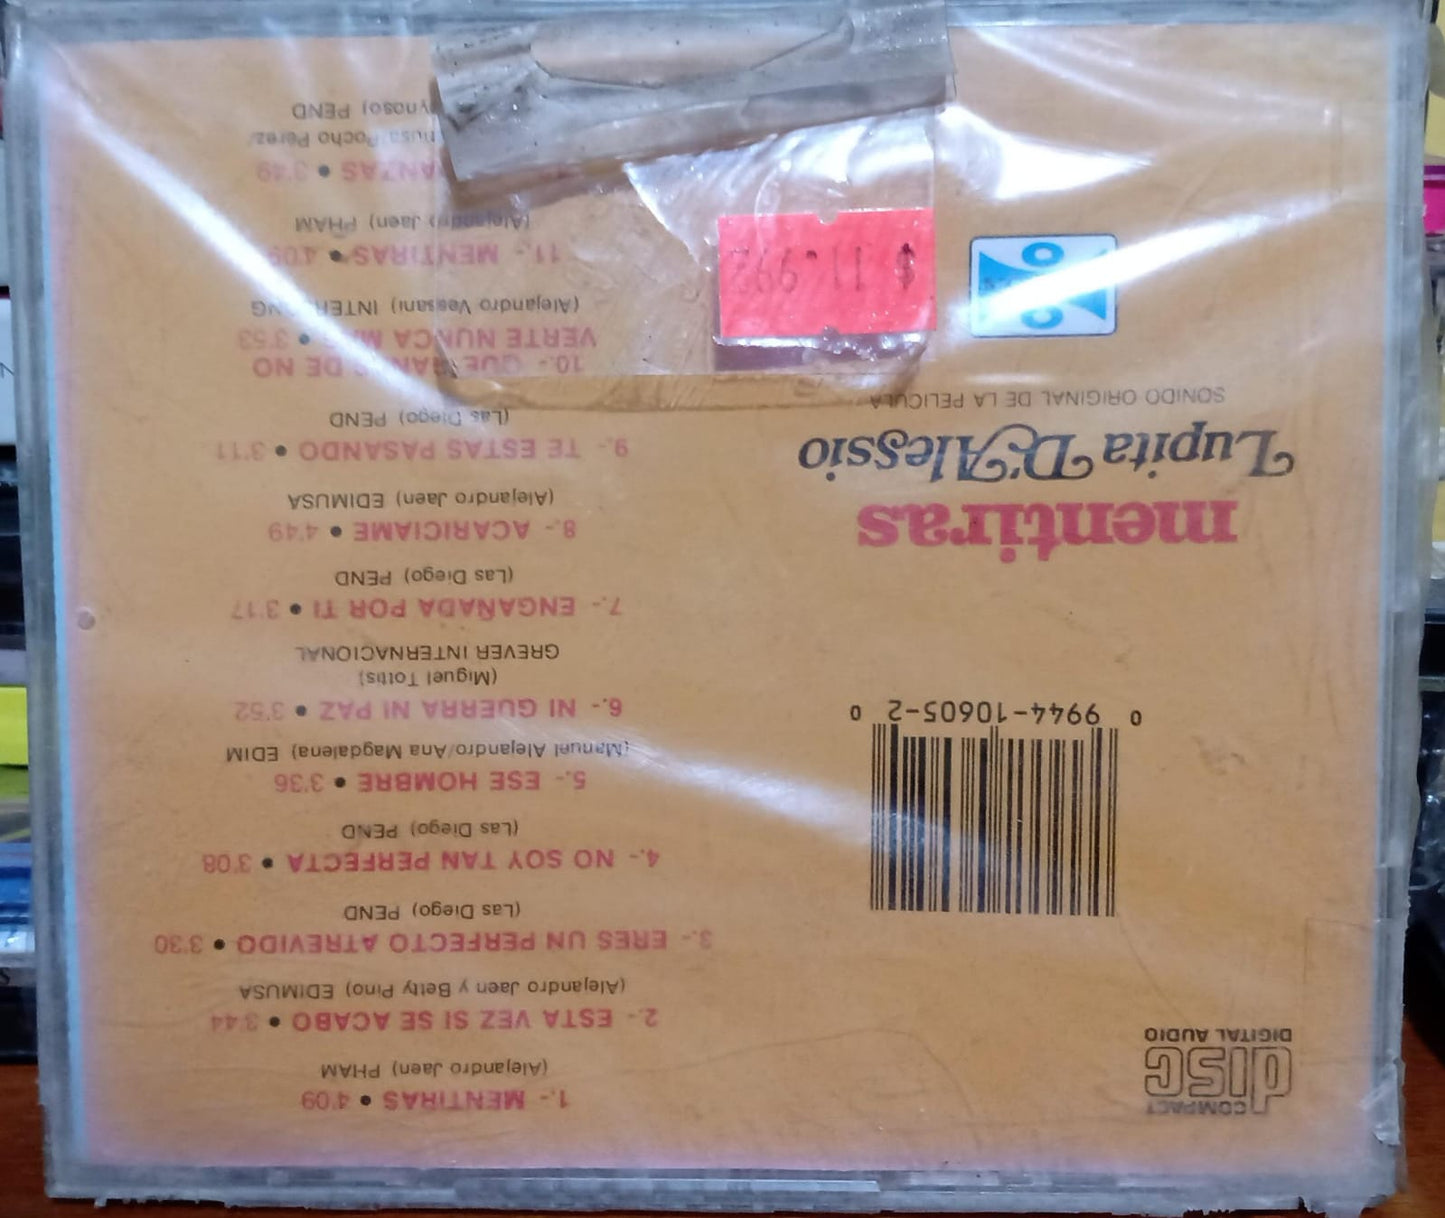 COMPACT
disc
DIGITAL AUDIO
0 9944-10605-2 0
mentiras
Lupita D'Alessio
SONIDO ORIGINAL DE LA PELICULA
$ 11.992
1.- MENTIRAS • 4'09
(Alejandro Jaen) PHAM
2.- ESTA VEZ SI SE ACABO • 3'44
(Alejandro Jaen y Betty Pino) EDIMUSA
3.- ERES UN PERFECTO ATREVIDO • 3'30
(Las Diego) PEND
4.- NO SOY TAN PERFECTA • 3'08
(Las Diego) PEND
5.- ESE HOMBRE • 3'36
(Manuel Alejandro/Ana Magdalena) EDIM
6.- NI GUERRA NI PAZ • 3'52
(Miguel Tottis)
GREVER INTERNACIONAL
7.- ENGAÑADA POR TI • 3'17
(Las Diego) PEND
8.- ACARICIAME • 4'49
(Alejandro Jaen) EDIMUSA
9.- TE ESTAS PASANDO • 3'11
(Las Diego) PEND
10.- QUE GANAS DE NO
VERTE NUNCA MAS • 3'53
(Alejandro Vessani) INTERSONG
11.- MENTIRAS • 4'09
(Alejandro Jaen) PHAM
• 3'49
Pocho Perez/
PEND